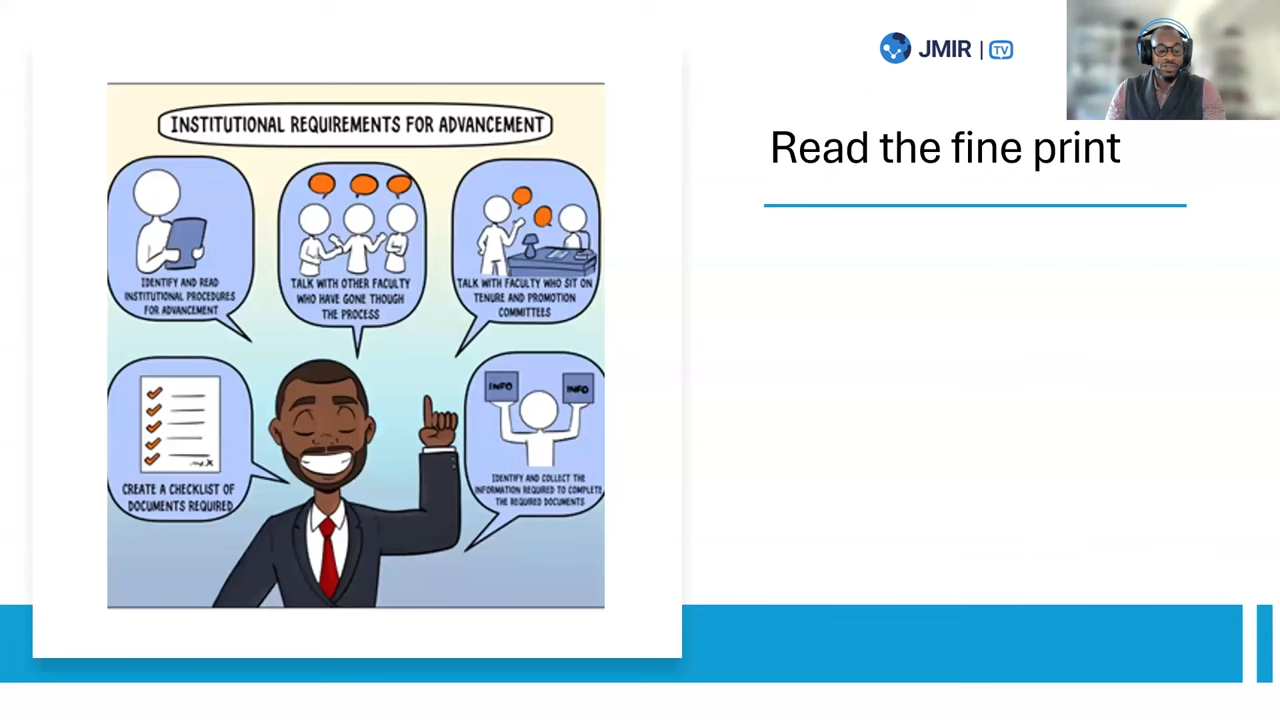 JMIR | TV
Read the fine print
INSTITUTIONAL REQUIREMENTS FOR ADVANCEMENT
IDENTIFY AND READ
INSTITUTIONAL PROCEDURES
FOR ADVANCEMENT
TALK WITH OTHER FACULTY
WHO HAVE GONE THOUGH
THE PROCESS
TALK WITH FACULTY WHO SIT ON
TENURE AND PROMOTION
COMMITTEES
CREATE A CHECKLIST OF
DOCUMENTS REQUIRED
INFO
INFO
IDENTIFY AND COLLECT THE
INFORMATION REQUIRED TO COMPLETE
THE REQUIRED DOCUMENTS